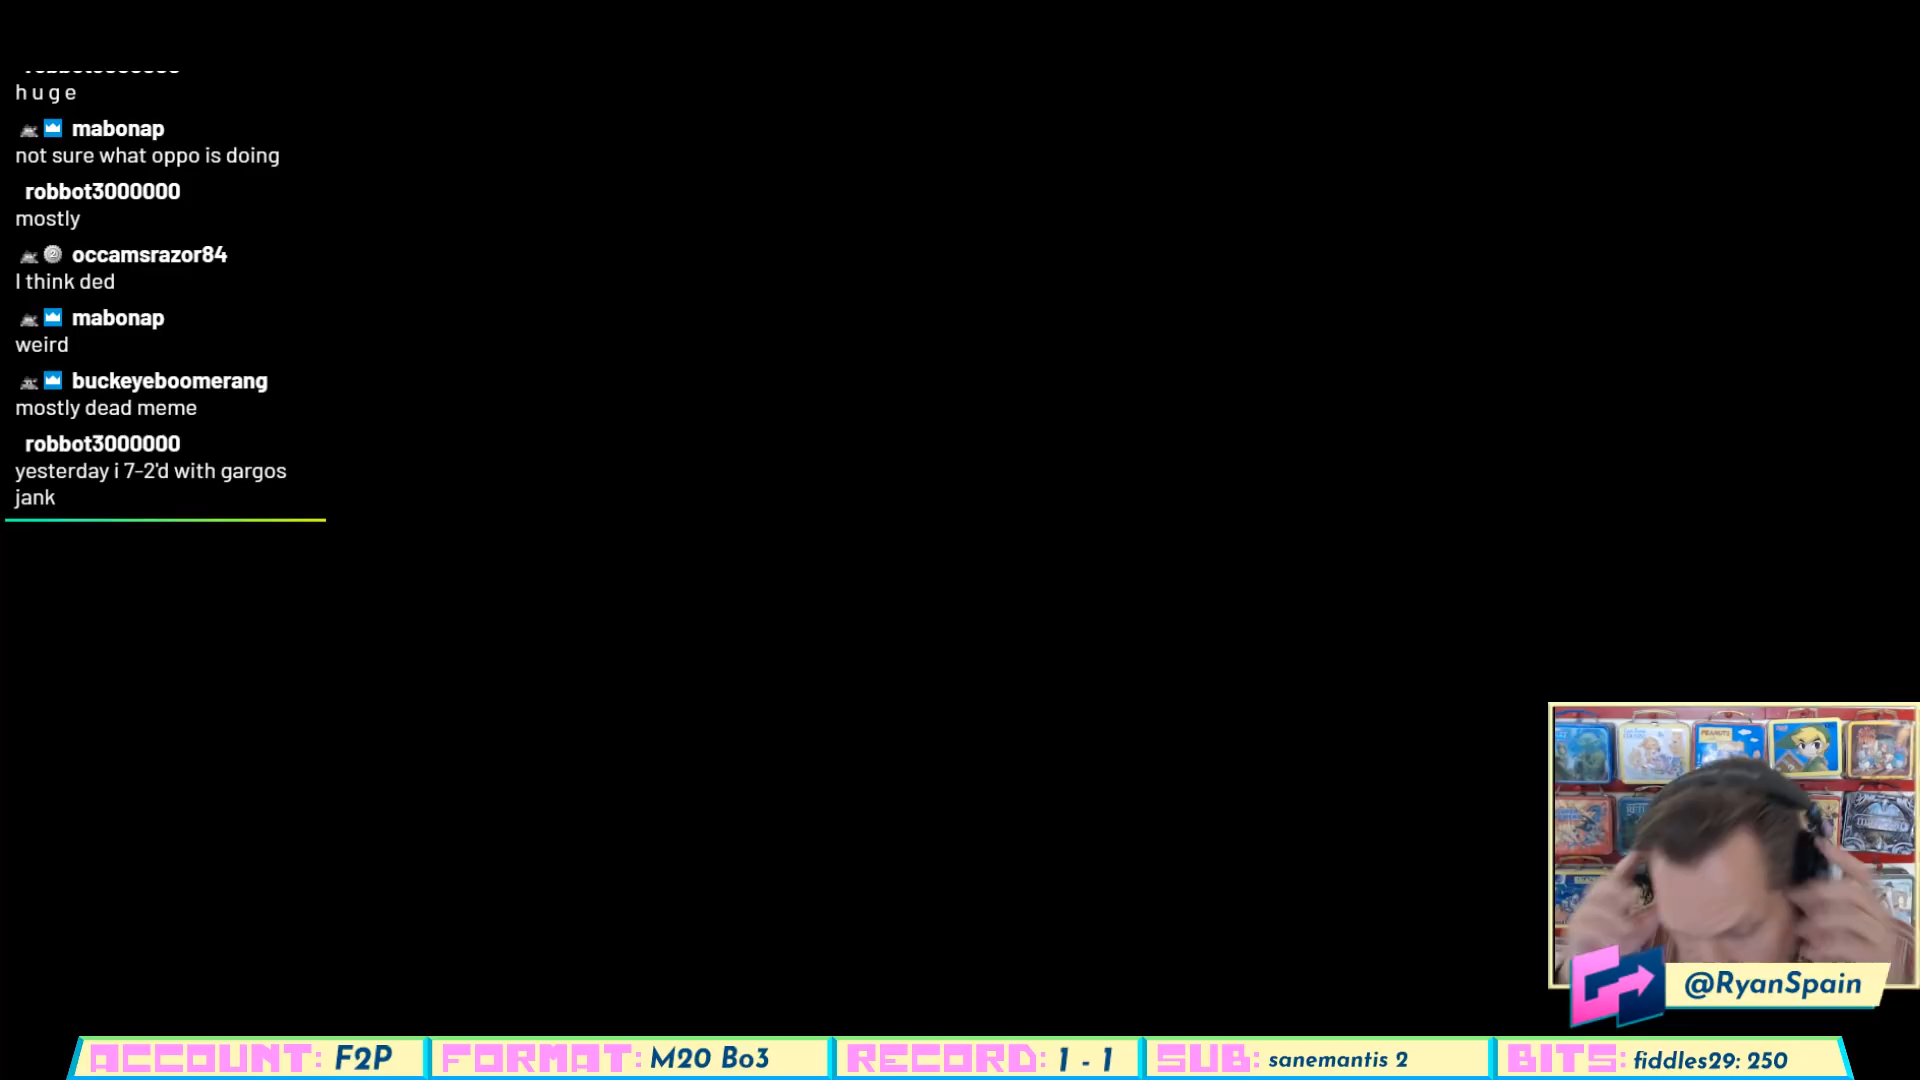 h u g e
mabonap
not sure what oppo is doing
robbot3000000
mostly
occamsrazor84
I think ded
mabonap
weird
buckeyeboomerang
mostly dead meme
robbot3000000
yesterday i 7-2'd with gargos
jank
PEANUTS
@RyanSpain
ACCOUNT: F2P
FORMAT: M20 Bo3
RECORD: 1 - 1
SUB: sanemantis 2
BITS: fiddles29: 250